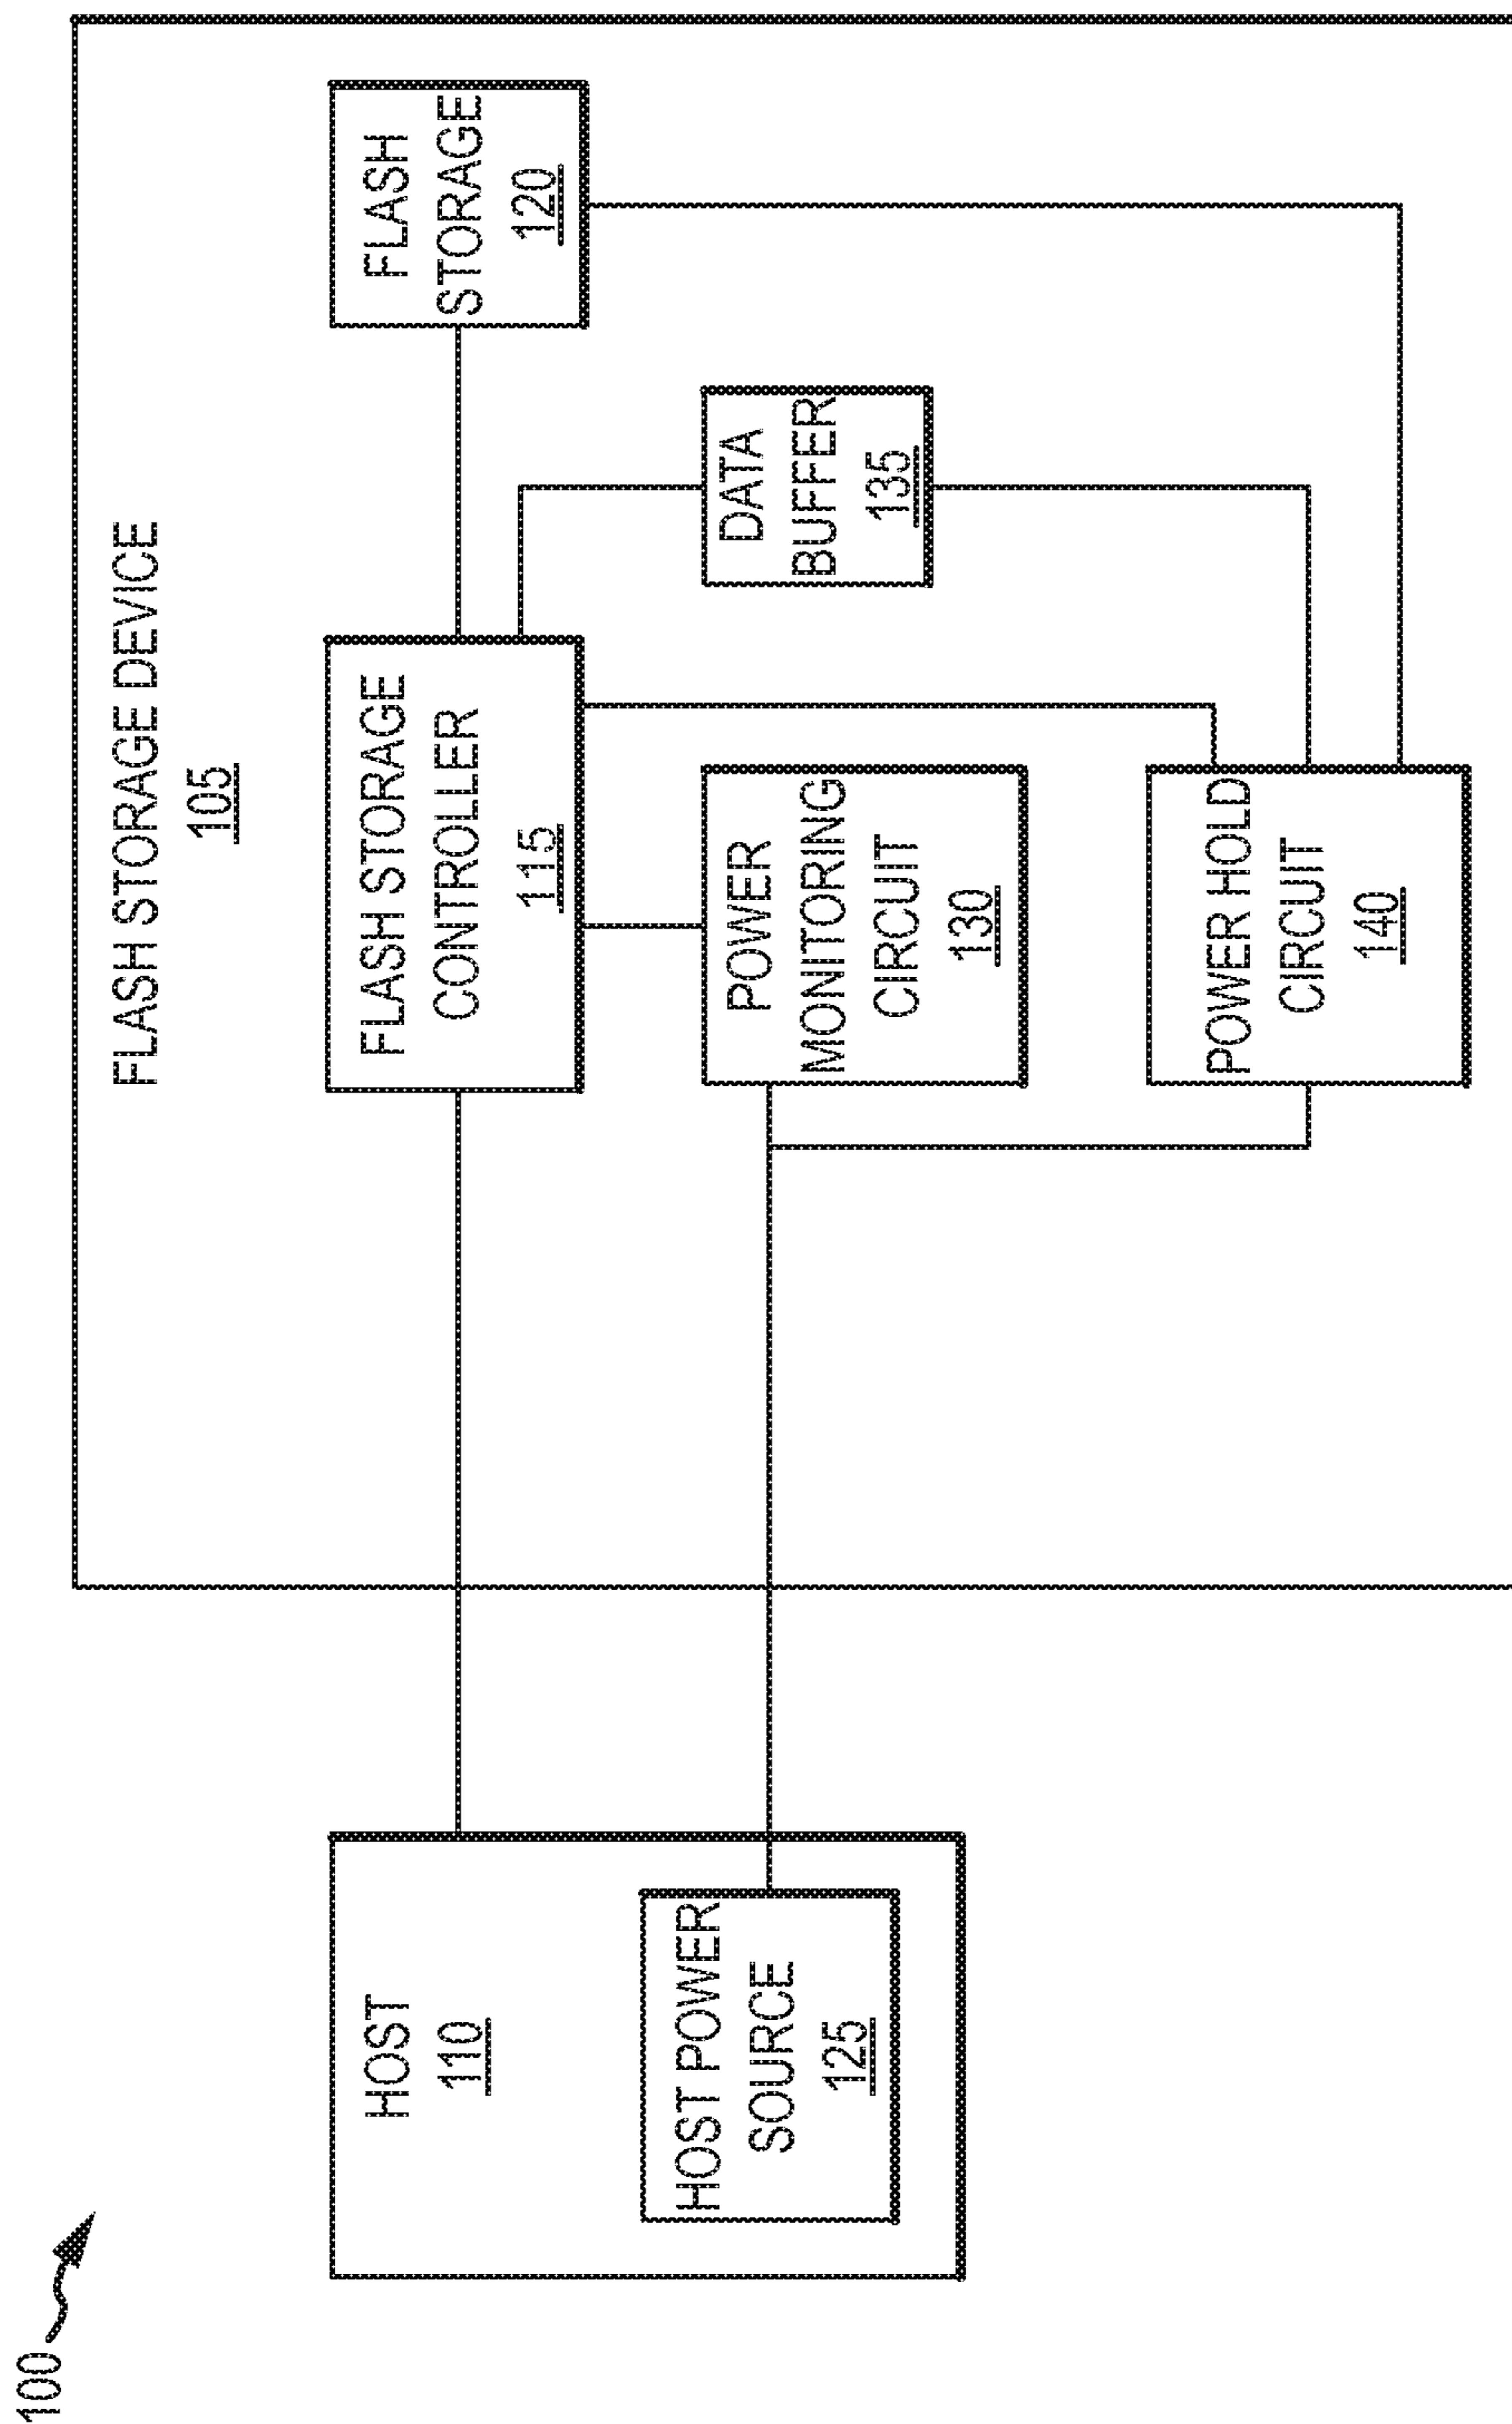 100
HOST
110
HOST POWER
SOURCE
125
FLASH STORAGE DEVICE
105
FLASH STORAGE
CONTROLLER
115
FLASH
STORAGE
120
POWER
MONITORING
CIRCUIT
130
DATA
BUFFER
135
POWER HOLD
CIRCUIT
140